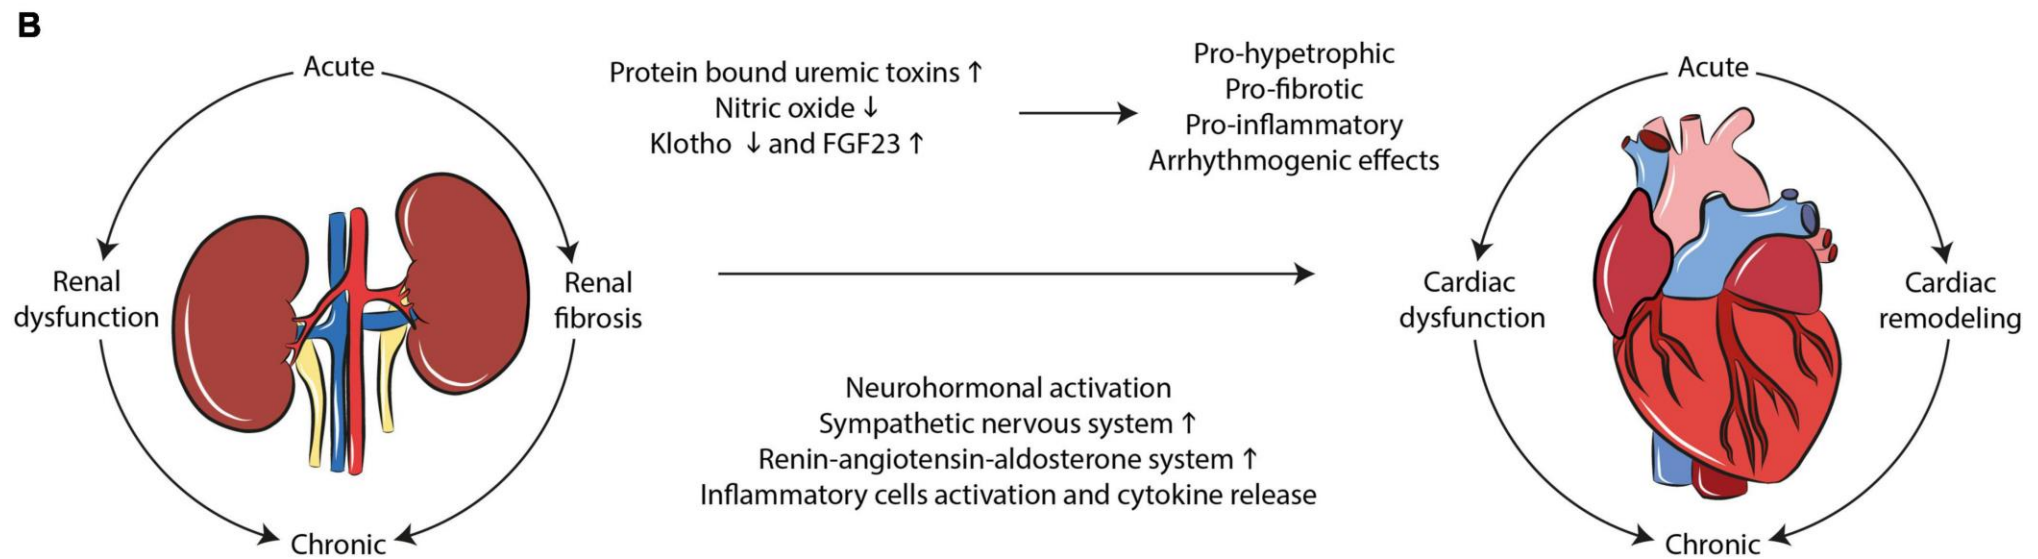 B
Acute
Renal
dysfunction
Renal
fibrosis
Chronic
Protein bound uremic toxins ↑
Nitric oxide ↓
Klotho ↓ and FGF23 ↑
Pro-hypetrophic
Pro-fibrotic
Pro-inflammatory
Arrhythmogenic effects
Neurohormonal activation
Sympathetic nervous system ↑
Renin-angiotensin-aldosterone system ↑
Inflammatory cells activation and cytokine release
Acute
Cardiac
dysfunction
Cardiac
remodeling
Chronic